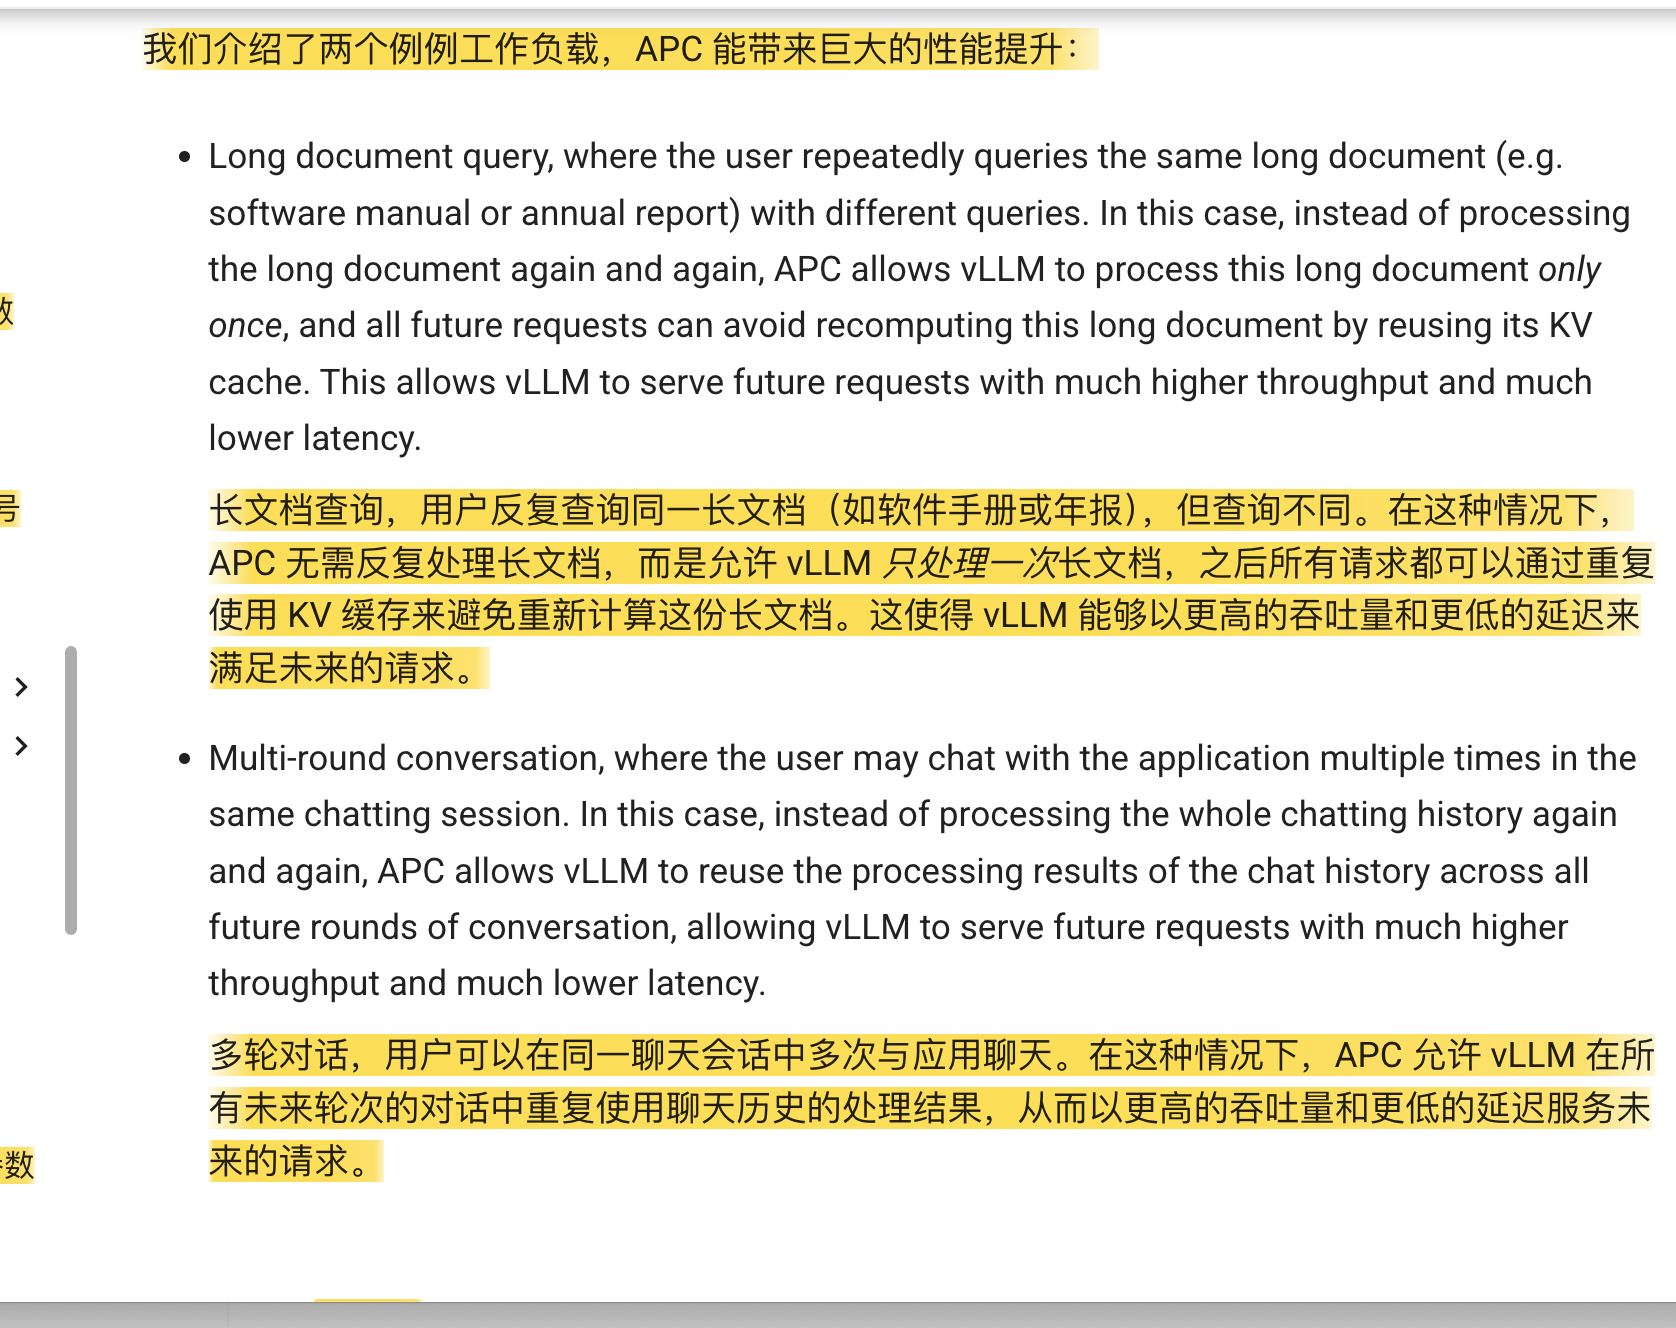 我们介绍了两个例例工作负载，APC 能带来巨大的性能提升：
Long document query, where the user repeatedly queries the same long document (e.g.
software manual or annual report) with different queries. In this case, instead of processing
the long document again and again, APC allows vLLM to process this long document only
once, and all future requests can avoid recomputing this long document by reusing its KV
cache. This allows vLLM to serve future requests with much higher throughput and much
lower latency.
长文档查询，用户反复查询同一长文档（如软件手册或年报），但查询不同。在这种情况下，
APC 无需反复处理长文档，而是允许 vLLM 只处理一次长文档，之后所有请求都可以通过重复
使用 KV 缓存来避免重新计算这份长文档。这使得 vLLM 能够以更高的吞吐量和更低的延迟来
满足未来的请求。
Multi-round conversation, where the user may chat with the application multiple times in the
same chatting session. In this case, instead of processing the whole chatting history again
and again, APC allows vLLM to reuse the processing results of the chat history across all
future rounds of conversation, allowing vLLM to serve future requests with much higher
throughput and much lower latency.
多轮对话，用户可以在同一聊天会话中多次与应用聊天。在这种情况下，APC 允许 vLLM 在所
有未来轮次的对话中重复使用聊天历史的处理结果，从而以更高的吞吐量和更低的延迟服务未
来的请求。
数
号
数